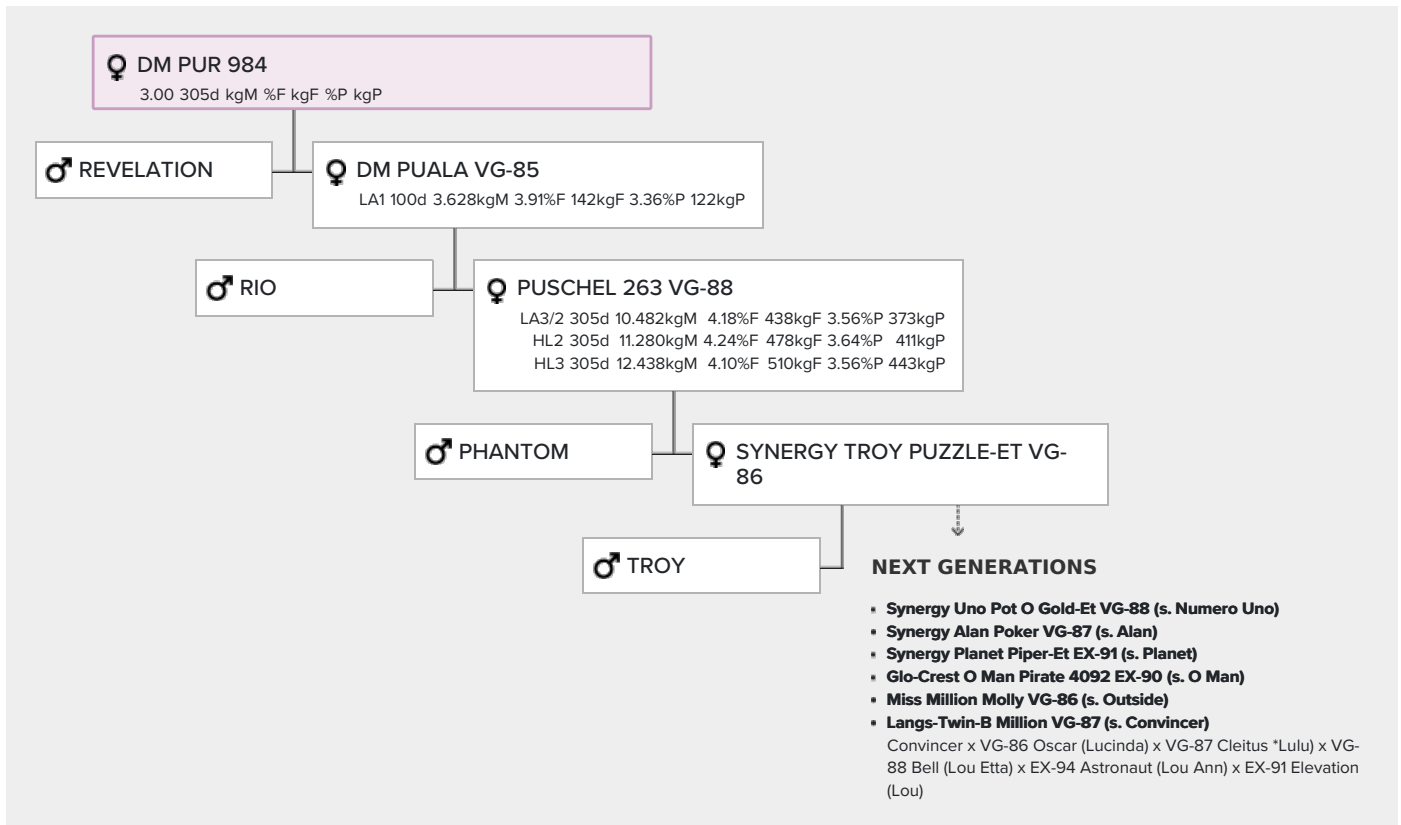 DM PUR 984
3.00 305d kgM %F kgF %P kgP
REVELATION
DM PUALA VG-85
LA1 100d 3.628kgM 3.91%F 142kgF 3.36%P 122kgP
RIO
PUSCHEL 263 VG-88
LA3/2 305d 10.482kgM 4.18%F 438kgF 3.56%P 373kgP
HL2 305d 11.280kgM 4.24%F 478kgF 3.64%P 411kgP
HL3 305d 12.438kgM 4.10%F 510kgF 3.56%P 443kgP
PHANTOM
SYNERGY TROY PUZZLE-ET VG-
86
TROY
NEXT GENERATIONS
Synergy Uno Pot O Gold-Et VG-88 (s. Numero Uno)
Synergy Alan Poker VG-87 (s. Alan)
Synergy Planet Piper-Et EX-91 (s. Planet)
Glo-Crest O Man Pirate 4092 EX-90 (s. O Man)
Miss Million Molly VG-86 (s. Outside)
Langs-Twin-B Million VG-87 (s. Convincer)
Convincer x VG-86 Oscar (Lucinda) x VG-87 Cleitus *Lulu) x VG-
88 Bell (Lou Etta) x EX-94 Astronaut (Lou Ann) x EX-91 Elevation
(Lou)